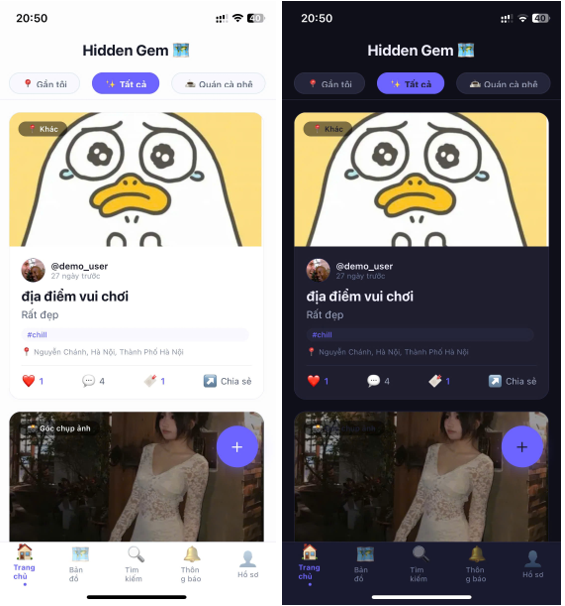 20:50
40
Hidden Gem
Gần tôi
Tất cả
Quán cà phê
Khác
@demo_user
27 ngày trước
địa điểm vui chơi
Rất đẹp
#chill
Nguyễn Chánh, Hà Nội, Thành Phố Hà Nội
1
4
1
Chia sẻ
Góc chụp ảnh
+
Trang chủ
Bản đồ
Tìm kiếm
Thông báo
Hồ sơ
20:50
40
Hidden Gem
Gần tôi
Tất cả
Quán cà phê
Khác
@demo_user
27 ngày trước
địa điểm vui chơi
Rất đẹp
#chill
Nguyễn Chánh, Hà Nội, Thành Phố Hà Nội
1
4
1
Chia sẻ
+
Trang chủ
Bản đồ
Tìm kiếm
Thông báo
Hồ sơ